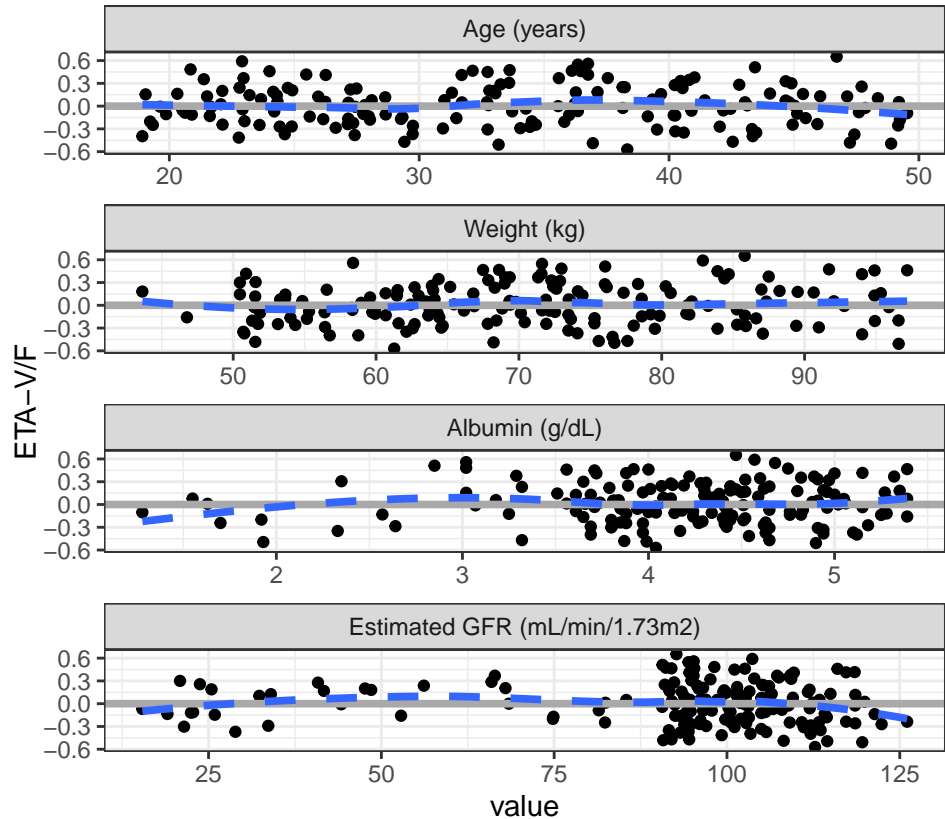 Age (years)
0.6
0.3
0.0
−0.3
−0.6
20 30 40 50
Weight (kg)
0.6
0.3
0.0
−0.3
−0.6
50 60 70 80 90
Albumin (g/dL)
0.6
0.3
0.0
−0.3
−0.6
2 3 4 5
Estimated GFR (mL/min/1.73m2)
0.6
0.3
0.0
−0.3
−0.6
25 50 75 100 125
ETA−V/F
value